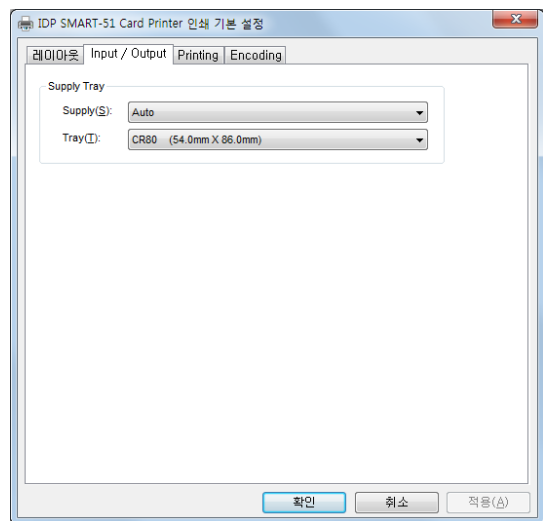 IDP SMART-51 Card Printer 인쇄 기본 설정
레이아웃 Input / Output Printing Encoding
Supply Tray
Supply(S): Auto
Tray(T): CR80 (54.0mm X 86.0mm)
확인 취소 적용(A)